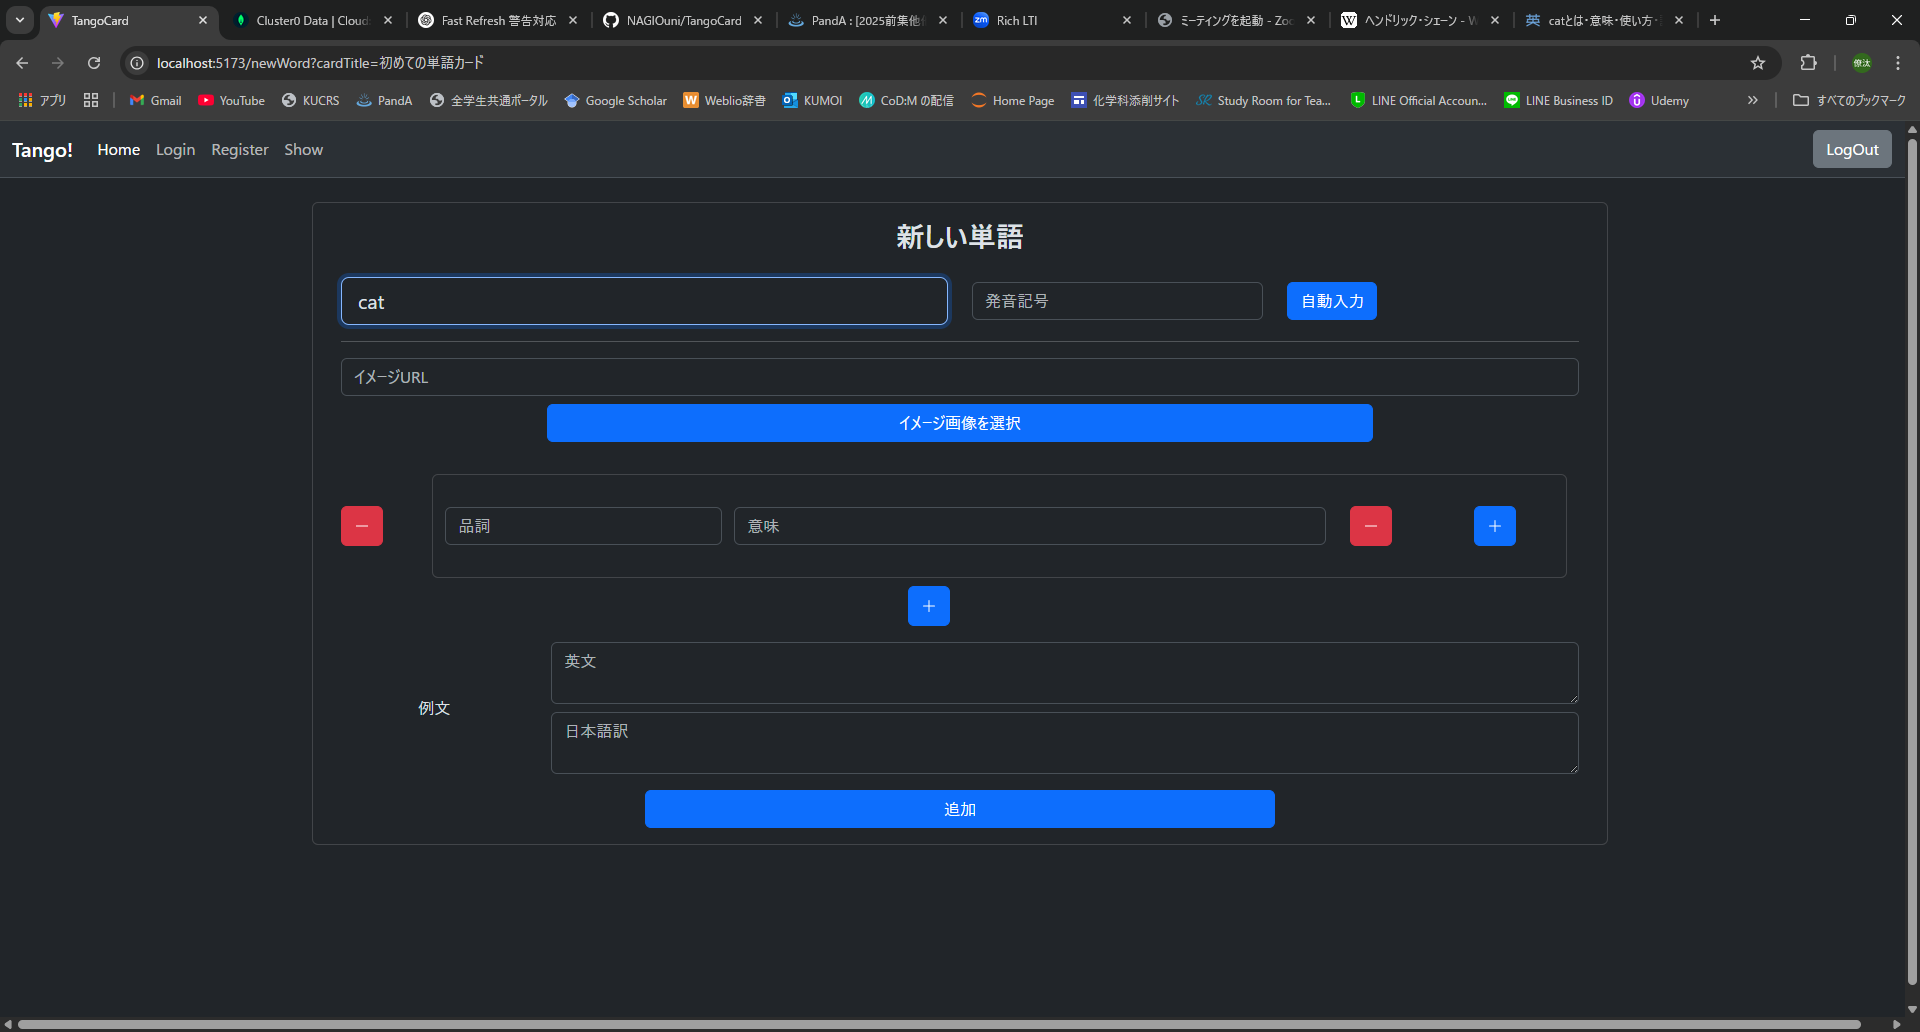 TangoCard
Cluster0 Data | Cloud
Fast Refresh 警告対応
NAGIOuni/TangoCard
PandA : [2025前集他
Rich LTI
ミーティングを起動 - Zoo
ヘンドリック・シェーン - W
catとは・意味・使い方・
localhost:5173/newWord?cardTitle=初めての単語カード
僚汰
アプリ
Gmail
YouTube
KUCRS
PandA
全学生共通ポータル
Google Scholar
Weblio辞書
KUMOI
CoD:M の配信
Home Page
化学科添削サイト
Study Room for Tea...
LINE Official Accoun...
LINE Business ID
Udemy
すべてのブックマーク
Tango! Home Login Register Show LogOut
新しい単語
cat 発音記号 自動入力
イメージURL
イメージ画像を選択
品詞 意味
英文
例文
日本語訳
追加